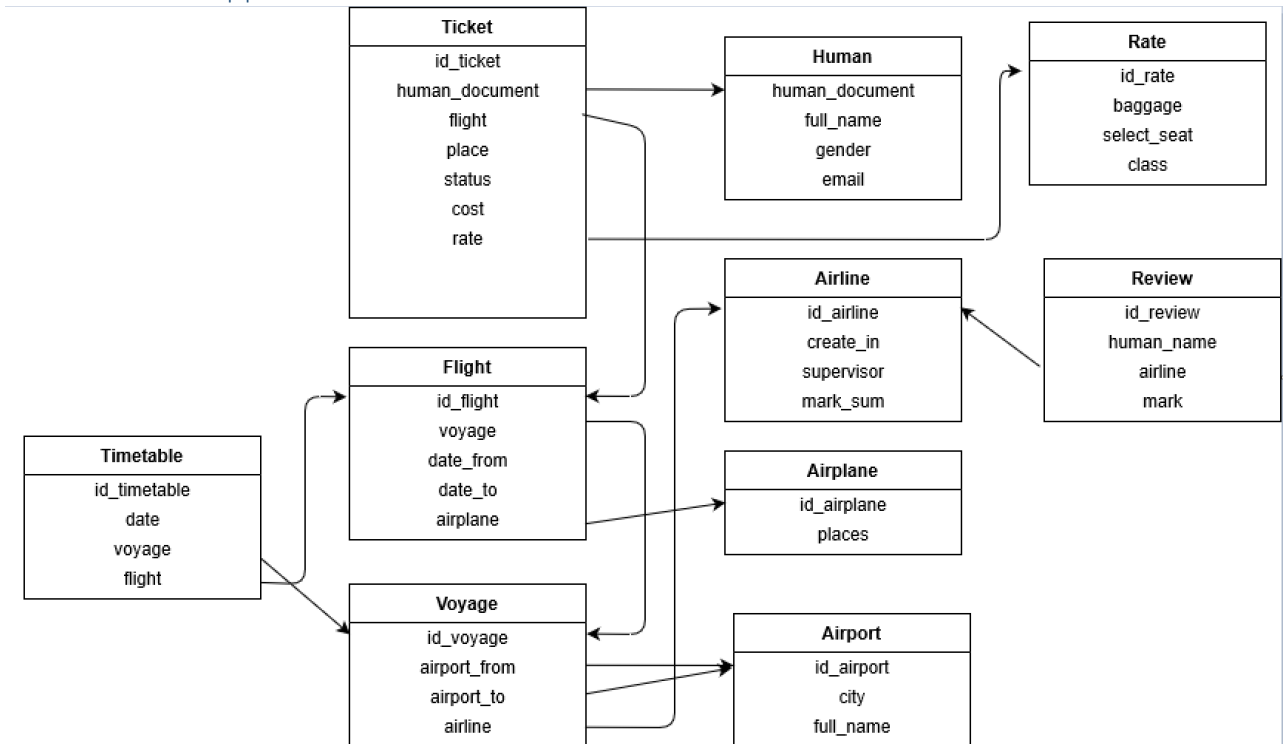 Ticket
id_ticket
human_document
flight
place
status
cost
rate
Human
human_document
full_name
gender
email
Rate
id_rate
baggage
select_seat
class
Airline
id_airline
create_in
supervisor
mark_sum
Review
id_review
human_name
airline
mark
Flight
id_flight
voyage
date_from
date_to
airplane
Timetable
id_timetable
date
voyage
flight
Airplane
id_airplane
places
Voyage
id_voyage
airport_from
airport_to
airline
Airport
id_airport
city
full_name